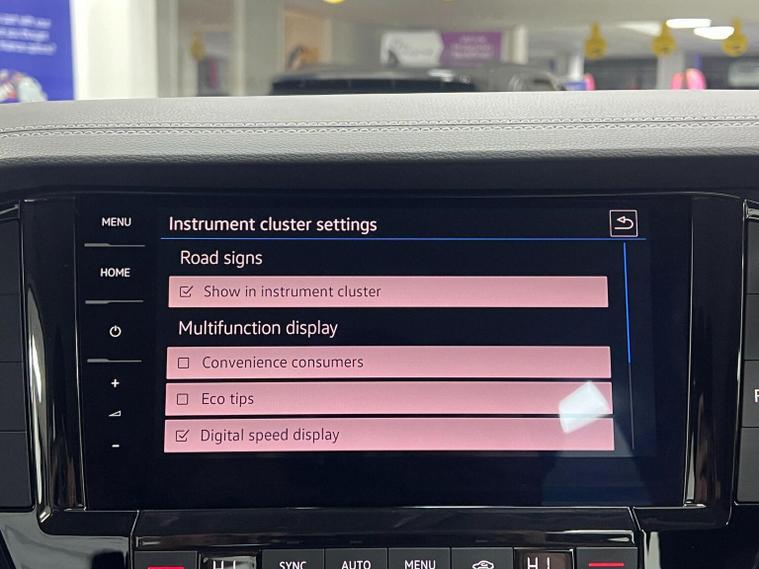 MENU
Instrument cluster settings
HOME
Road signs
Show in instrument cluster
Multifunction display
Convenience consumers
+
Eco tips
-
Digital speed display
SYNC
AUTO
MENU